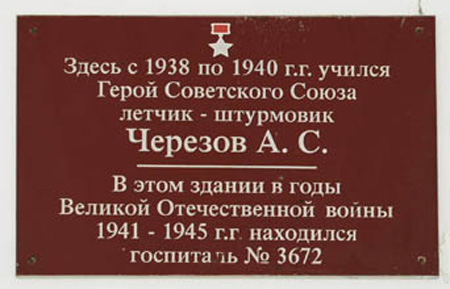 Здесь с 1938 по 1940 г.г. учился
Герой Советского Союза
летчик - штурмовик
Черезов А. С.
В этом здании в годы
Великой Отечественной войны
1941 - 1945 г.г. находился
госпиталь № 3672